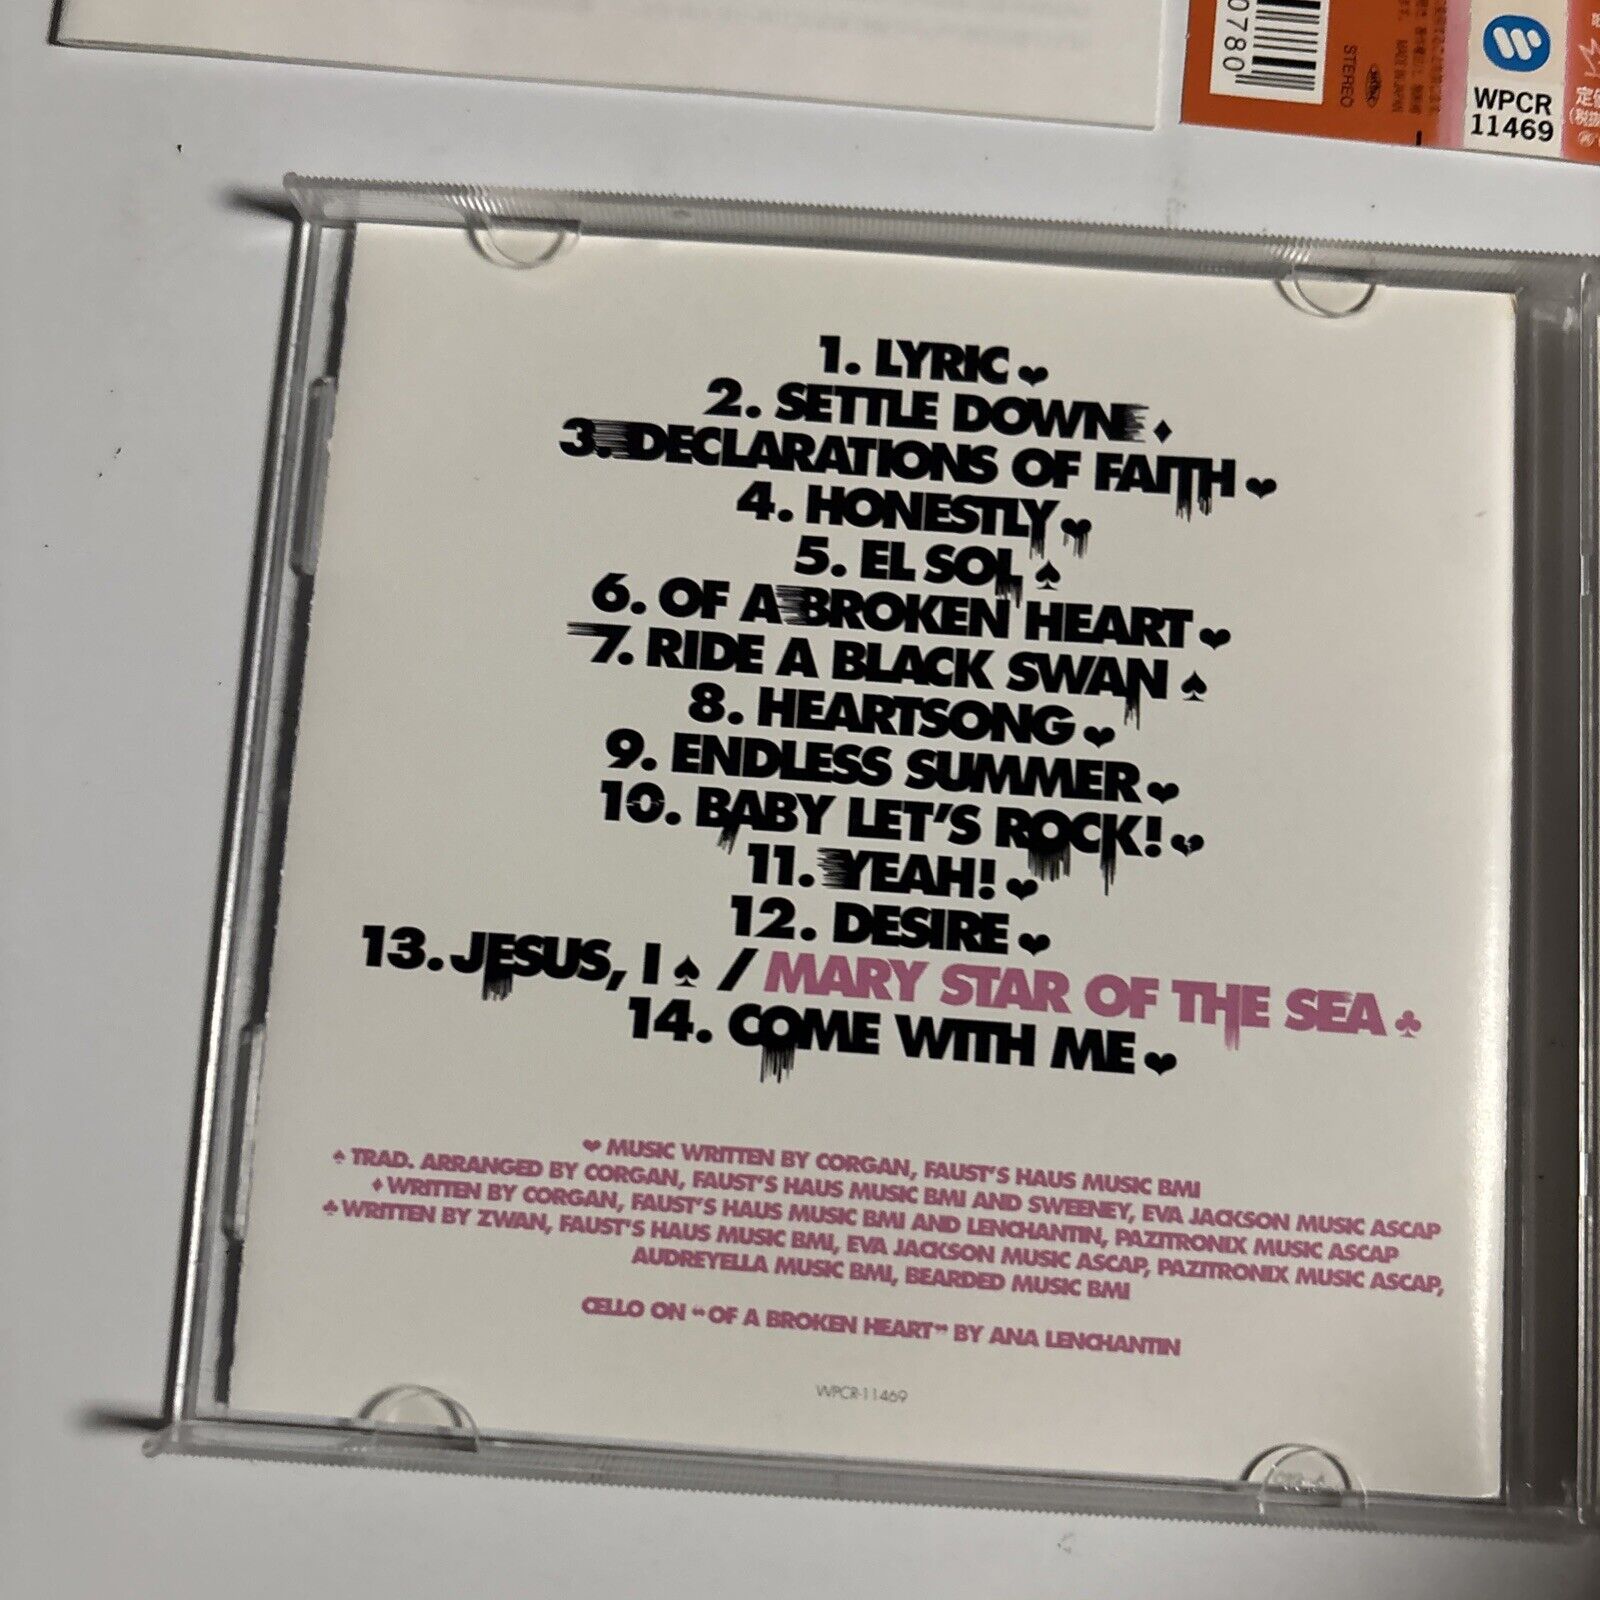 0780
STEREO
MADE IN JAPAN
WPCR
11469
1. LYRIC ❤
2. SETTLE DOWN ♦
3. DECLARATIONS OF FAITH ❤
4. HONESTLY ❤
5. EL SOL ♠
6. OF A BROKEN HEART ❤
7. RIDE A BLACK SWAN ♠
8. HEARTSONG ❤
9. ENDLESS SUMMER ❤
10. BABY LET'S ROCK! ❤
11. YEAH! ❤
12. DESIRE ❤
13. JESUS, I ♠ / MARY STAR OF THE SEA ♣
14. COME WITH ME ❤
❤ MUSIC WRITTEN BY CORGAN, FAUST'S HAUS MUSIC BMI
♠ TRAD. ARRANGED BY CORGAN, FAUST'S HAUS MUSIC BMI AND SWEENEY, EVA JACKSON MUSIC ASCAP
♦ WRITTEN BY CORGAN, FAUST'S HAUS MUSIC BMI AND LENCHANTIN, PAZITRONIX MUSIC ASCAP
♣ WRITTEN BY ZWAN, FAUST'S HAUS MUSIC BMI, EVA JACKSON MUSIC ASCAP, PAZITRONIX MUSIC ASCAP,
AUDREYELLA MUSIC BMI, BEARDED MUSIC BMI
CELLO ON "OF A BROKEN HEART" BY ANA LENCHANTIN
WPCR-11469